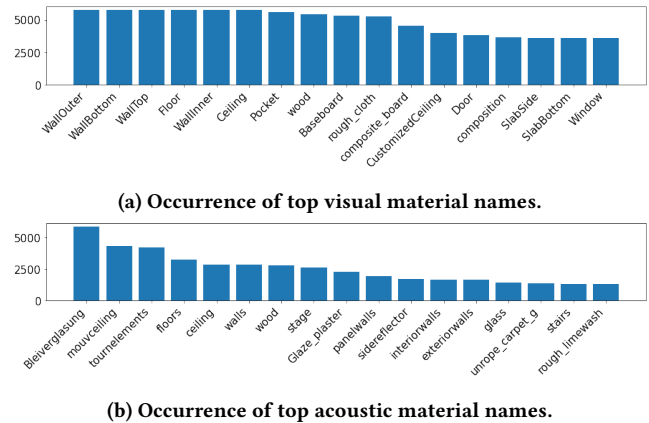 5000
2500
0
WallOuter
WallBottom
WallTop
Floor
WallInner
Ceiling
Pocket
wood
Baseboard
rough_cloth
composite_board
CustomizedCeiling
Door
composition
SlabSide
SlabBottom
Window
(a) Occurrence of top visual material names.
5000
2500
0
Bleiverglasung
mouvceiling
tournelements
floors
ceiling
walls
wood
stage
Glaze_plaster
panelwalls
sidereflector
interiorwalls
exteriorwalls
glass
unrope_carpet_g
stairs
rough_limewash
(b) Occurrence of top acoustic material names.